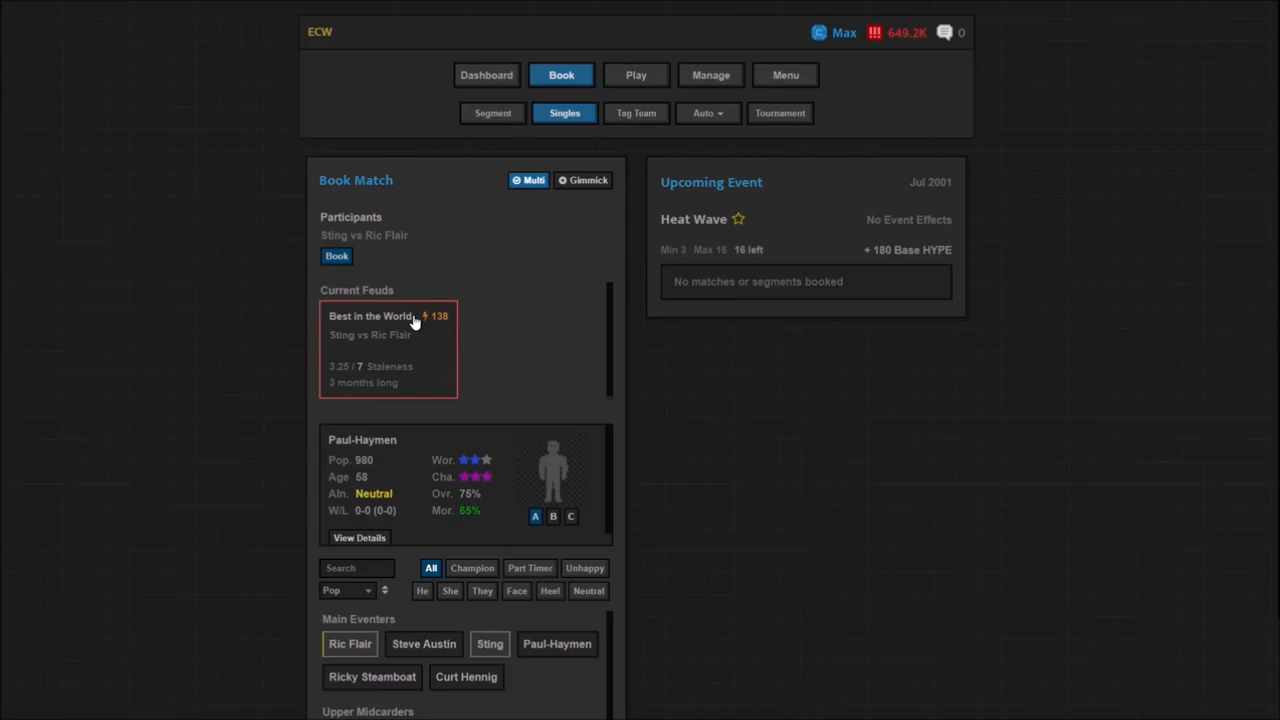 ECW
Max 649.2K 0
Dashboard Book Play Manage Menu
Segment Singles Tag Team Auto Tournament
Book Match Multi Gimmick
Participants
Sting vs Ric Flair
Book
Current Feuds
Best in the World 138
Sting vs Ric Flair
3.25 / 7 Staleness
3 months long
Paul-Haymen
Pop. 980 Wor.
Age 58 Cha.
Aln. Neutral Ovr. 75%
W/L 0-0 (0-0) Mor. 65%
A B C
View Details
Search All Champion Part Timer Unhappy
Pop He She They Face Heel Neutral
Main Eventers
Ric Flair Steve Austin Sting Paul-Haymen
Ricky Steamboat Curt Hennig
Upper Midcarders
Upcoming Event Jul 2001
Heat Wave No Event Effects
Min 3 Max 16 16 left + 180 Base HYPE
No matches or segments booked